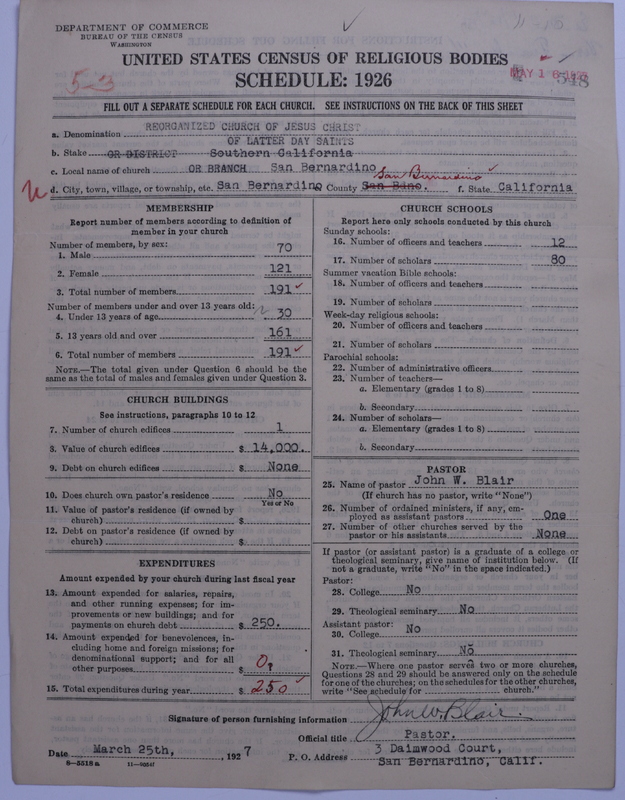 DEPARTMENT OF COMMERCE
BUREAU OF THE CENSUS
WASHINGTON
UNITED STATES CENSUS OF RELIGIOUS BODIES
SCHEDULE: 1926
53
MAY 16
548
FILL OUT A SEPARATE SCHEDULE FOR EACH CHURCH. SEE INSTRUCTIONS ON THE BACK OF THIS SHEET
a. Denomination REORGANIZED CHURCH OF JESUS CHRIST
OF LATTER DAY SAINTS
b. Stake OR DISTRICT Southern California
c. Local name of church OR BRANCH San Bernardino
San Bernardino
d. City, town, village, or township, etc. San Bernardino County San Bdno. f. State California
MEMBERSHIP
Report number of members according to definition of
member in your church
Number of members, by sex:
1. Male 70
2. Female 121
3. Total number of members 191
Number of members under and over 13 years old:
4. Under 13 years of age 30
5. 13 years old and over 161
6. Total number of members 191
NOTE.—The total given under Question 6 should be the
same as the total of males and females given under Question 3.
CHURCH BUILDINGS
See instructions, paragraphs 10 to 12
7. Number of church edifices 1
8. Value of church edifices $ 14,000.
9. Debt on church edifices $ None
10. Does church own pastor's residence No
Yes or No
11. Value of pastor's residence (if owned by
church) $
12. Debt on pastor's residence (if owned by
church) $
EXPENDITURES
Amount expended by your church during last fiscal year
13. Amount expended for salaries, repairs,
and other running expenses; for im-
provements or new buildings; and for
payments on church debt $ 250.
14. Amount expended for benevolences, in-
cluding home and foreign missions; for
denominational support; and for all
other purposes $ 0?
15. Total expenditures during year $ 250
CHURCH SCHOOLS
Report here only schools conducted by this church
Sunday schools:
16. Number of officers and teachers 12
17. Number of scholars 80
Summer vacation Bible schools:
18. Number of officers and teachers
19. Number of scholars
Week-day religious schools:
20. Number of officers and teachers
21. Number of scholars
Parochial schools:
22. Number of administrative officers
23. Number of teachers—
a. Elementary (grades 1 to 8)
b. Secondary
24. Number of scholars—
a. Elementary (grades 1 to 8)
b. Secondary
PASTOR
25. Name of pastor John W. Blair
(If church has no pastor, write "None")
26. Number of ordained ministers, if any, em-
ployed as assistant pastors One
27. Number of other churches served by the
pastor or his assistants None
If pastor (or assistant pastor) is a graduate of a college or
theological seminary, give name of institution below. (If
not a graduate, write "No" in the space indicated.)
Pastor:
28. College No
29. Theological seminary No
Assistant pastor:
30. College No
31. Theological seminary No
NOTE.—Where one pastor served two or more churches,
Questions 28 and 29 should be answered only on the schedule
for one of the churches; on the schedules for the other churches,
write "See schedule for church."
Signature of person furnishing information John W. Blair.
Official title Pastor.
Date March 25th, 1927
P. O. Address 3 Daimwood Court,
San Bernardino, Calif.
8—5518a